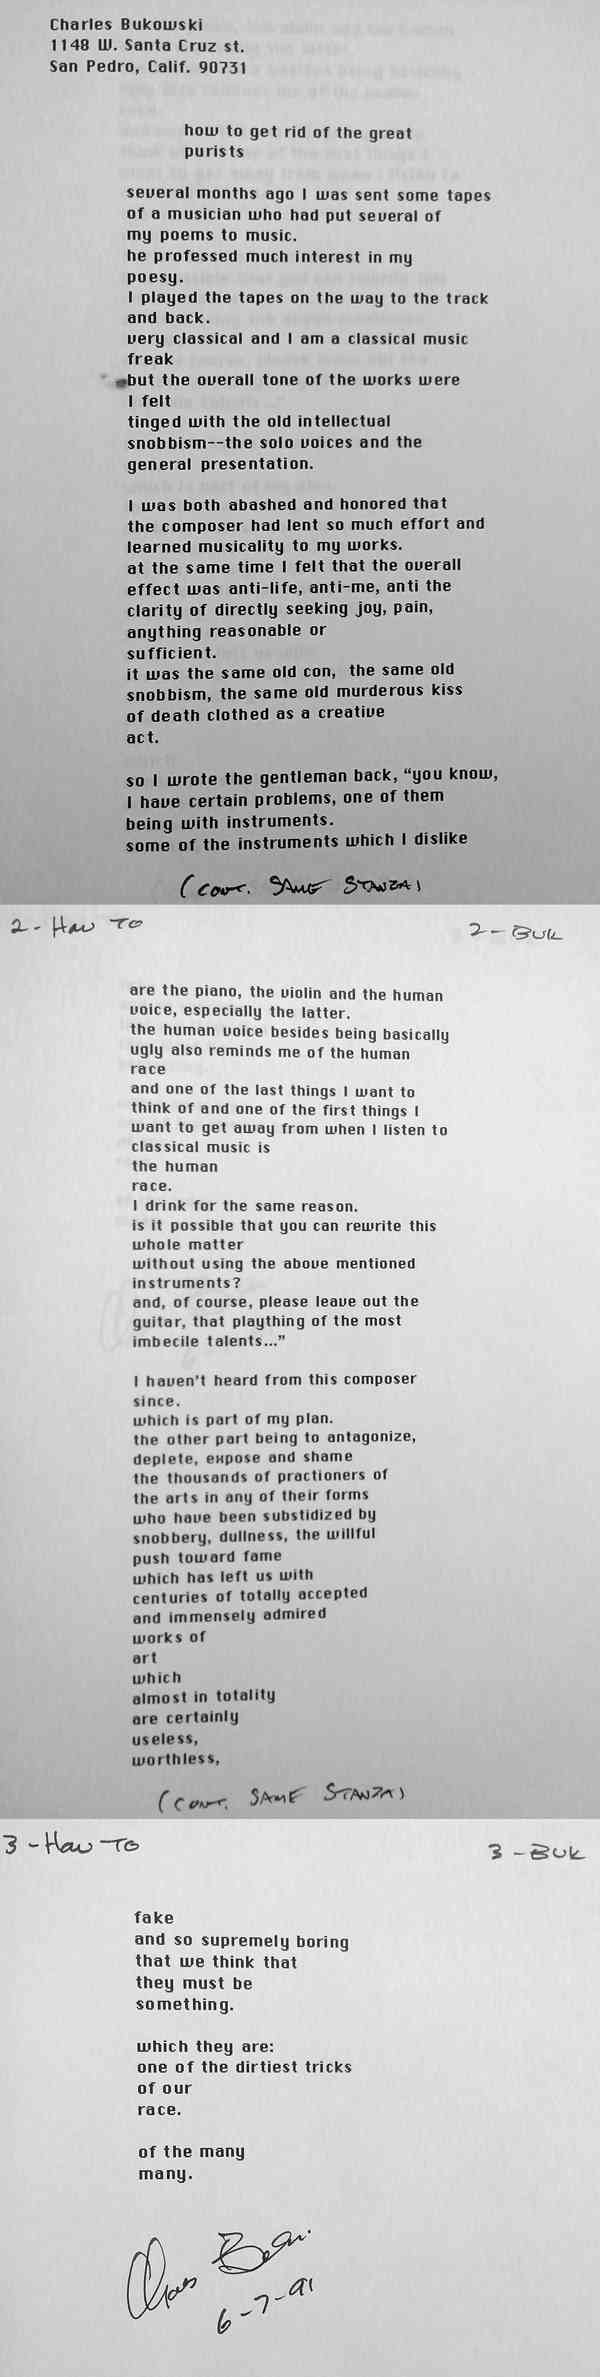 Charles Bukowski
1148 W. Santa Cruz st.
San Pedro, Calif. 90731
how to get rid of the great
purists
several months ago I was sent some tapes
of a musician who had put several of
my poems to music.
he professed much interest in my
poesy.
I played the tapes on the way to the track
and back.
very classical and I am a classical music
freak
but the overall tone of the works were
I felt
tinged with the old intellectual
snobbism--the solo voices and the
general presentation.
I was both abashed and honored that
the composer had lent so much effort and
learned musicality to my works.
at the same time I felt that the overall
effect was anti-life, anti-me, anti the
clarity of directly seeking joy, pain,
anything reasonable or
sufficient.
it was the same old con, the same old
snobbism, the same old murderous kiss
of death clothed as a creative
act.
so I wrote the gentleman back, “you know,
I have certain problems, one of them
being with instruments.
some of the instruments which I dislike
(CONT. SAME STANZA)
2 - HOW TO
2 - BUK
are the piano, the violin and the human
voice, especially the latter.
the human voice besides being basically
ugly also reminds me of the human
race
and one of the last things I want to
think of and one of the first things I
want to get away from when I listen to
classical music is
the human
race.
I drink for the same reason.
is it possible that you can rewrite this
whole matter
without using the above mentioned
instruments?
and, of course, please leave out the
guitar, that plaything of the most
imbecile talents...”
I haven't heard from this composer
since.
which is part of my plan.
the other part being to antagonize,
deplete, expose and shame
the thousands of practioners of
the arts in any of their forms
who have been substidized by
snobbery, dullness, the willful
push toward fame
which has left us with
centuries of totally accepted
and immensely admired
works of
art
which
almost in totality
are certainly
useless,
worthless,
(CONT. SAME STANZA)
3 - HOW TO
3 - BUK
fake
and so supremely boring
that we think that
they must be
something.
which they are:
one of the dirtiest tricks
of our
race.
of the many
many.
6-7-91